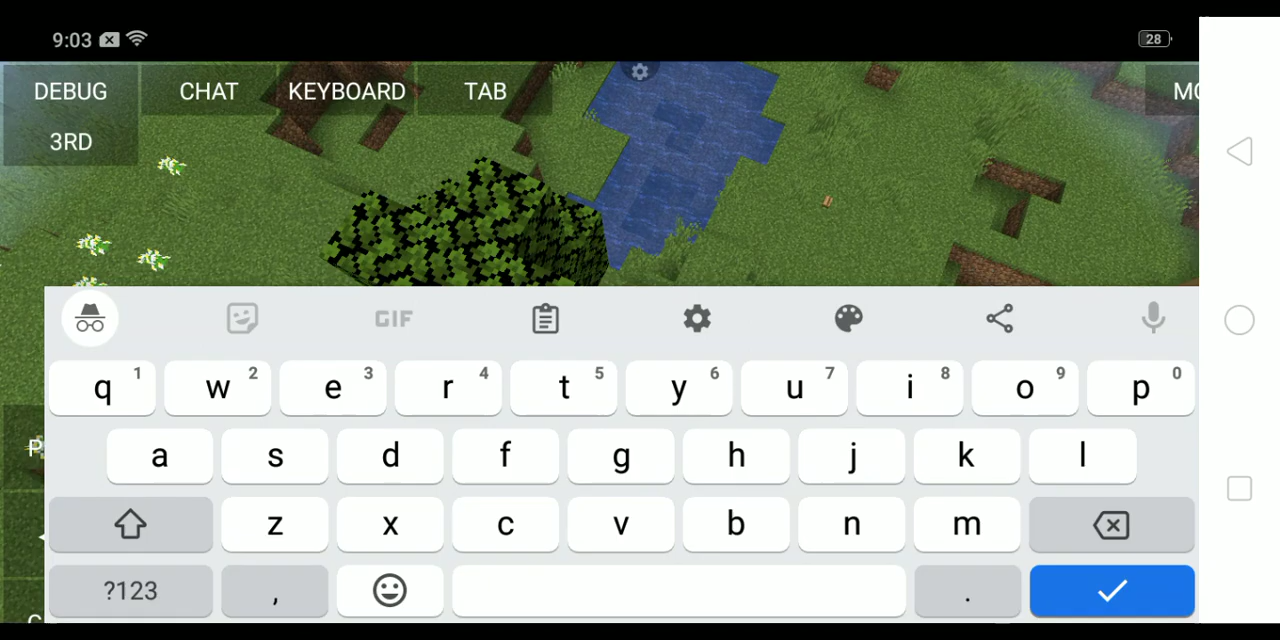 9:03 28
DEBUG CHAT KEYBOARD TAB
3RD
GIF
q 1 w 2 e 3 r 4 t 5 y 6 u 7 i 8 o 9 p 0
a s d f g h j k l
z x c v b n m
?123 , .